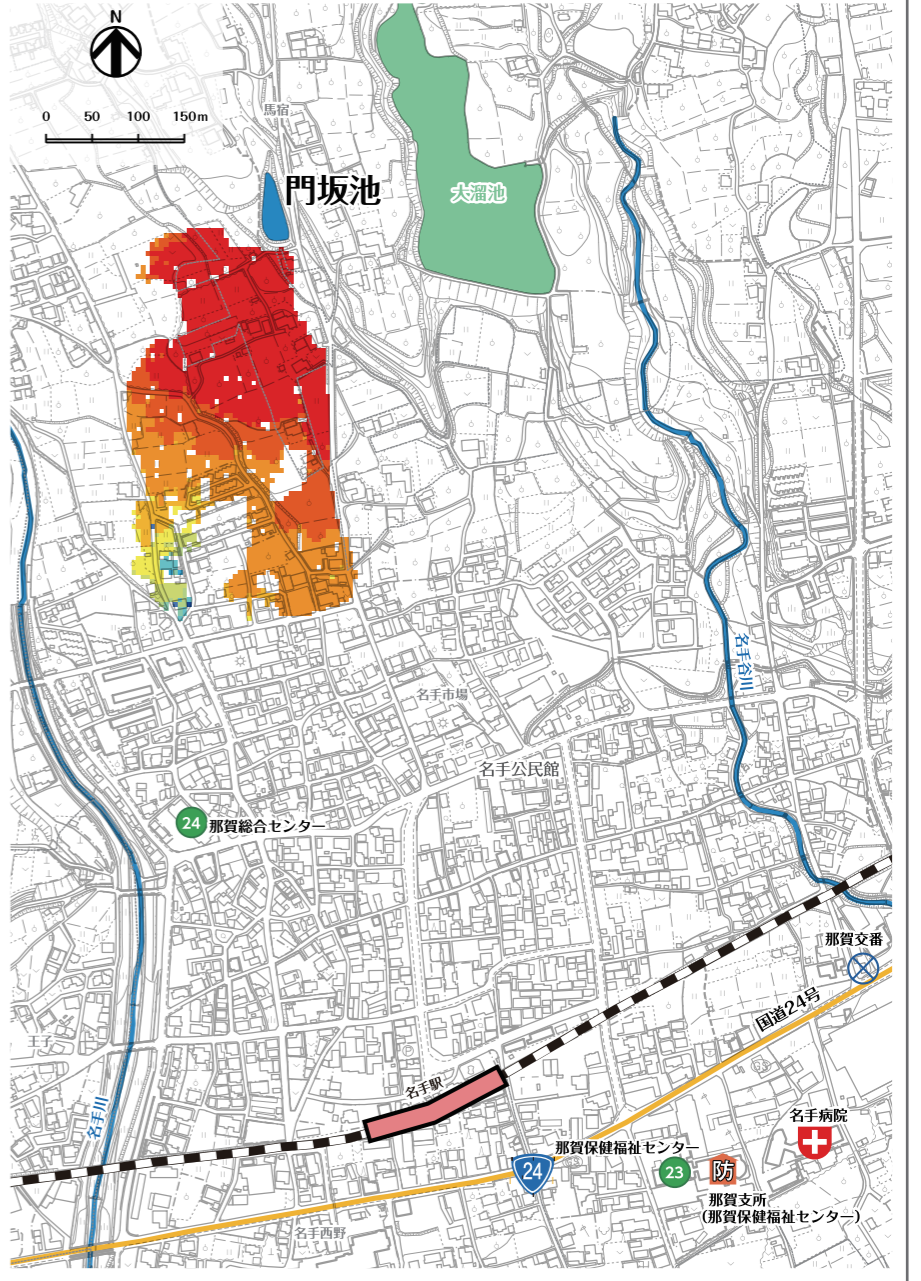 N
0 50 100 150m
馬宿
門坂池
大溜池
名手谷川
名手市場
名手公民館
24 那賀総合センター
那賀交番
国道24号
王子
名手駅
名手川
名手病院
那賀保健福祉センター
24
23
防
那賀支所
(那賀保健福祉センター)
名手西野